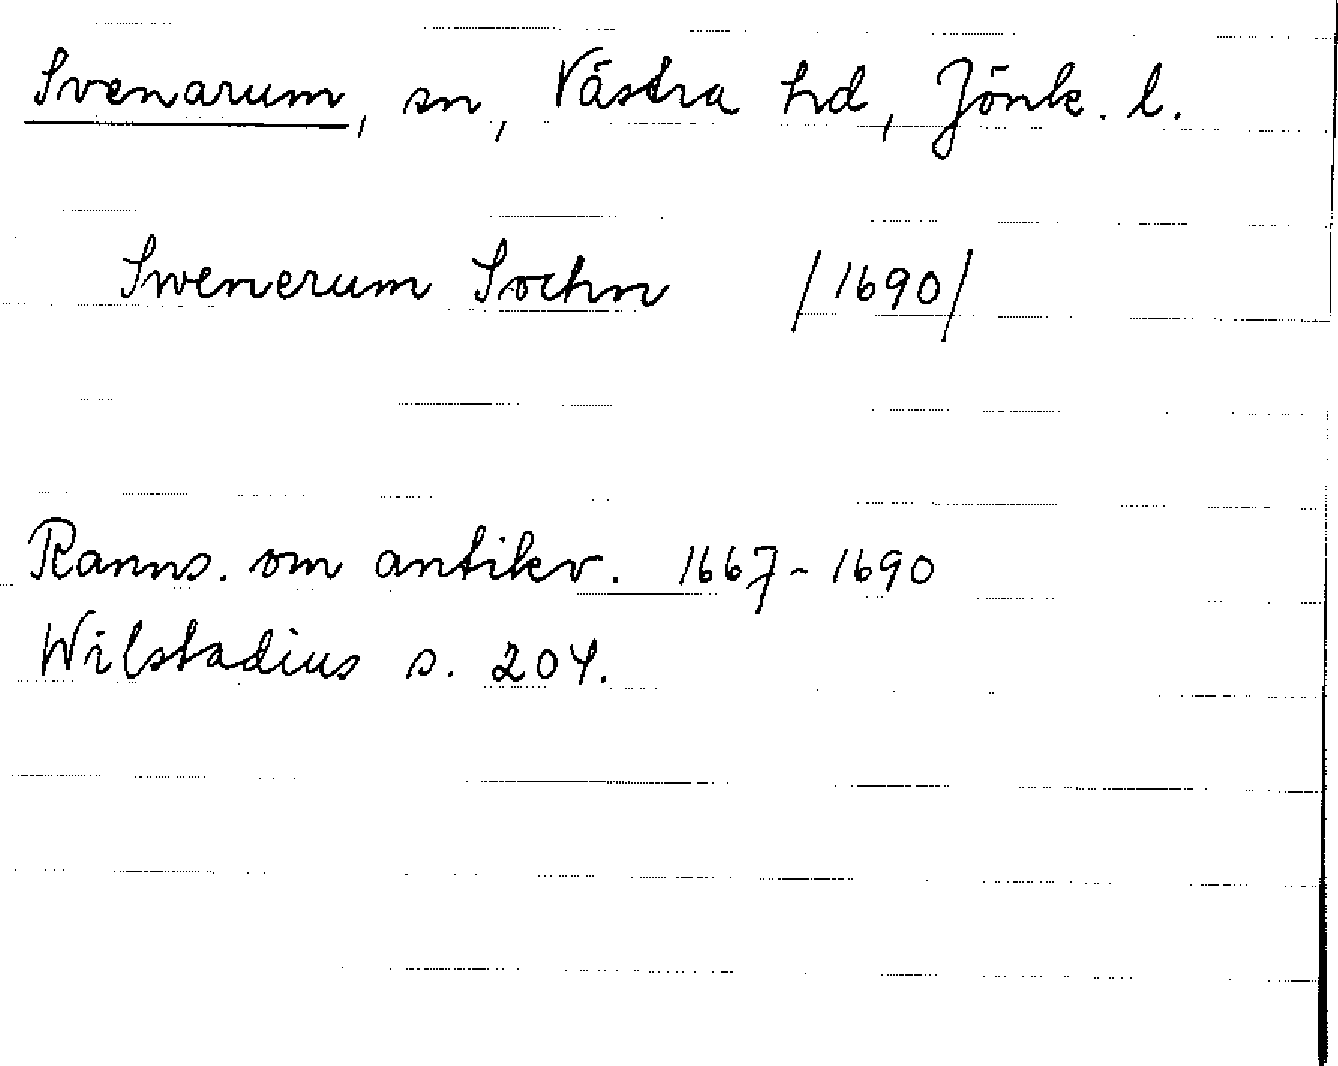 Svenarum, sn, Västra hd, Jönk. l.
Swenerum Sochn /1690/
Ranns. om antikv. 1667-1690
Wilstadius s. 204.